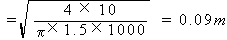 = √(4 × 10 / π × 1.5 × 1000) = 0.09m